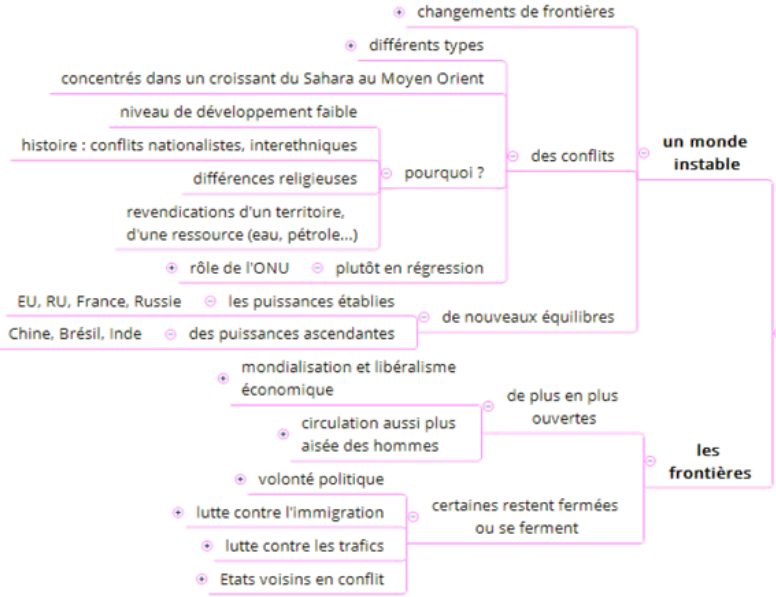 changements de frontières
différents types
concentrés dans un croissant du Sahara au Moyen Orient
niveau de développement faible
histoire : conflits nationalistes, interethniques
différences religieuses
revendications d'un territoire,
d'une ressource (eau, pétrole...)
pourquoi ?
des conflits
un monde
instable
rôle de l'ONU
plutôt en régression
EU, RU, France, Russie
les puissances établies
Chine, Brésil, Inde
des puissances ascendantes
de nouveaux équilibres
mondialisation et libéralisme
économique
circulation aussi plus
aisée des hommes
de plus en plus
ouvertes
les
frontières
volonté politique
lutte contre l'immigration
lutte contre les trafics
Etats voisins en conflit
certaines restent fermées
ou se ferment